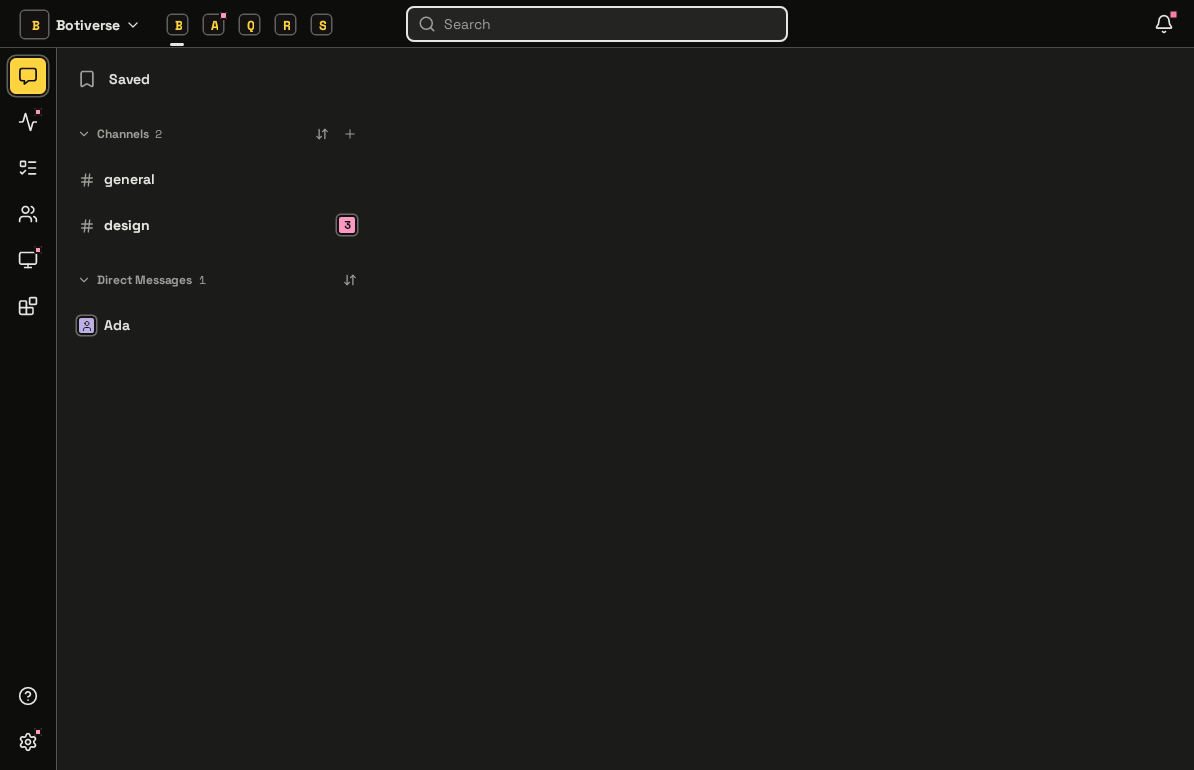 B Botiverse B A Q R S Search
Saved
Channels 2
# general
# design 3
Direct Messages 1
Ada